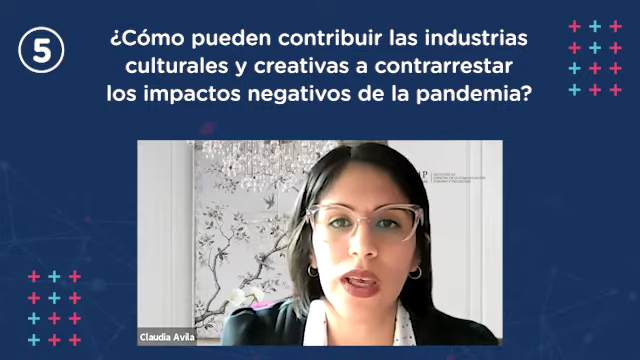 5
¿Cómo pueden contribuir las industrias
culturales y creativas a contrarrestar
los impactos negativos de la pandemia?
Claudia Avila